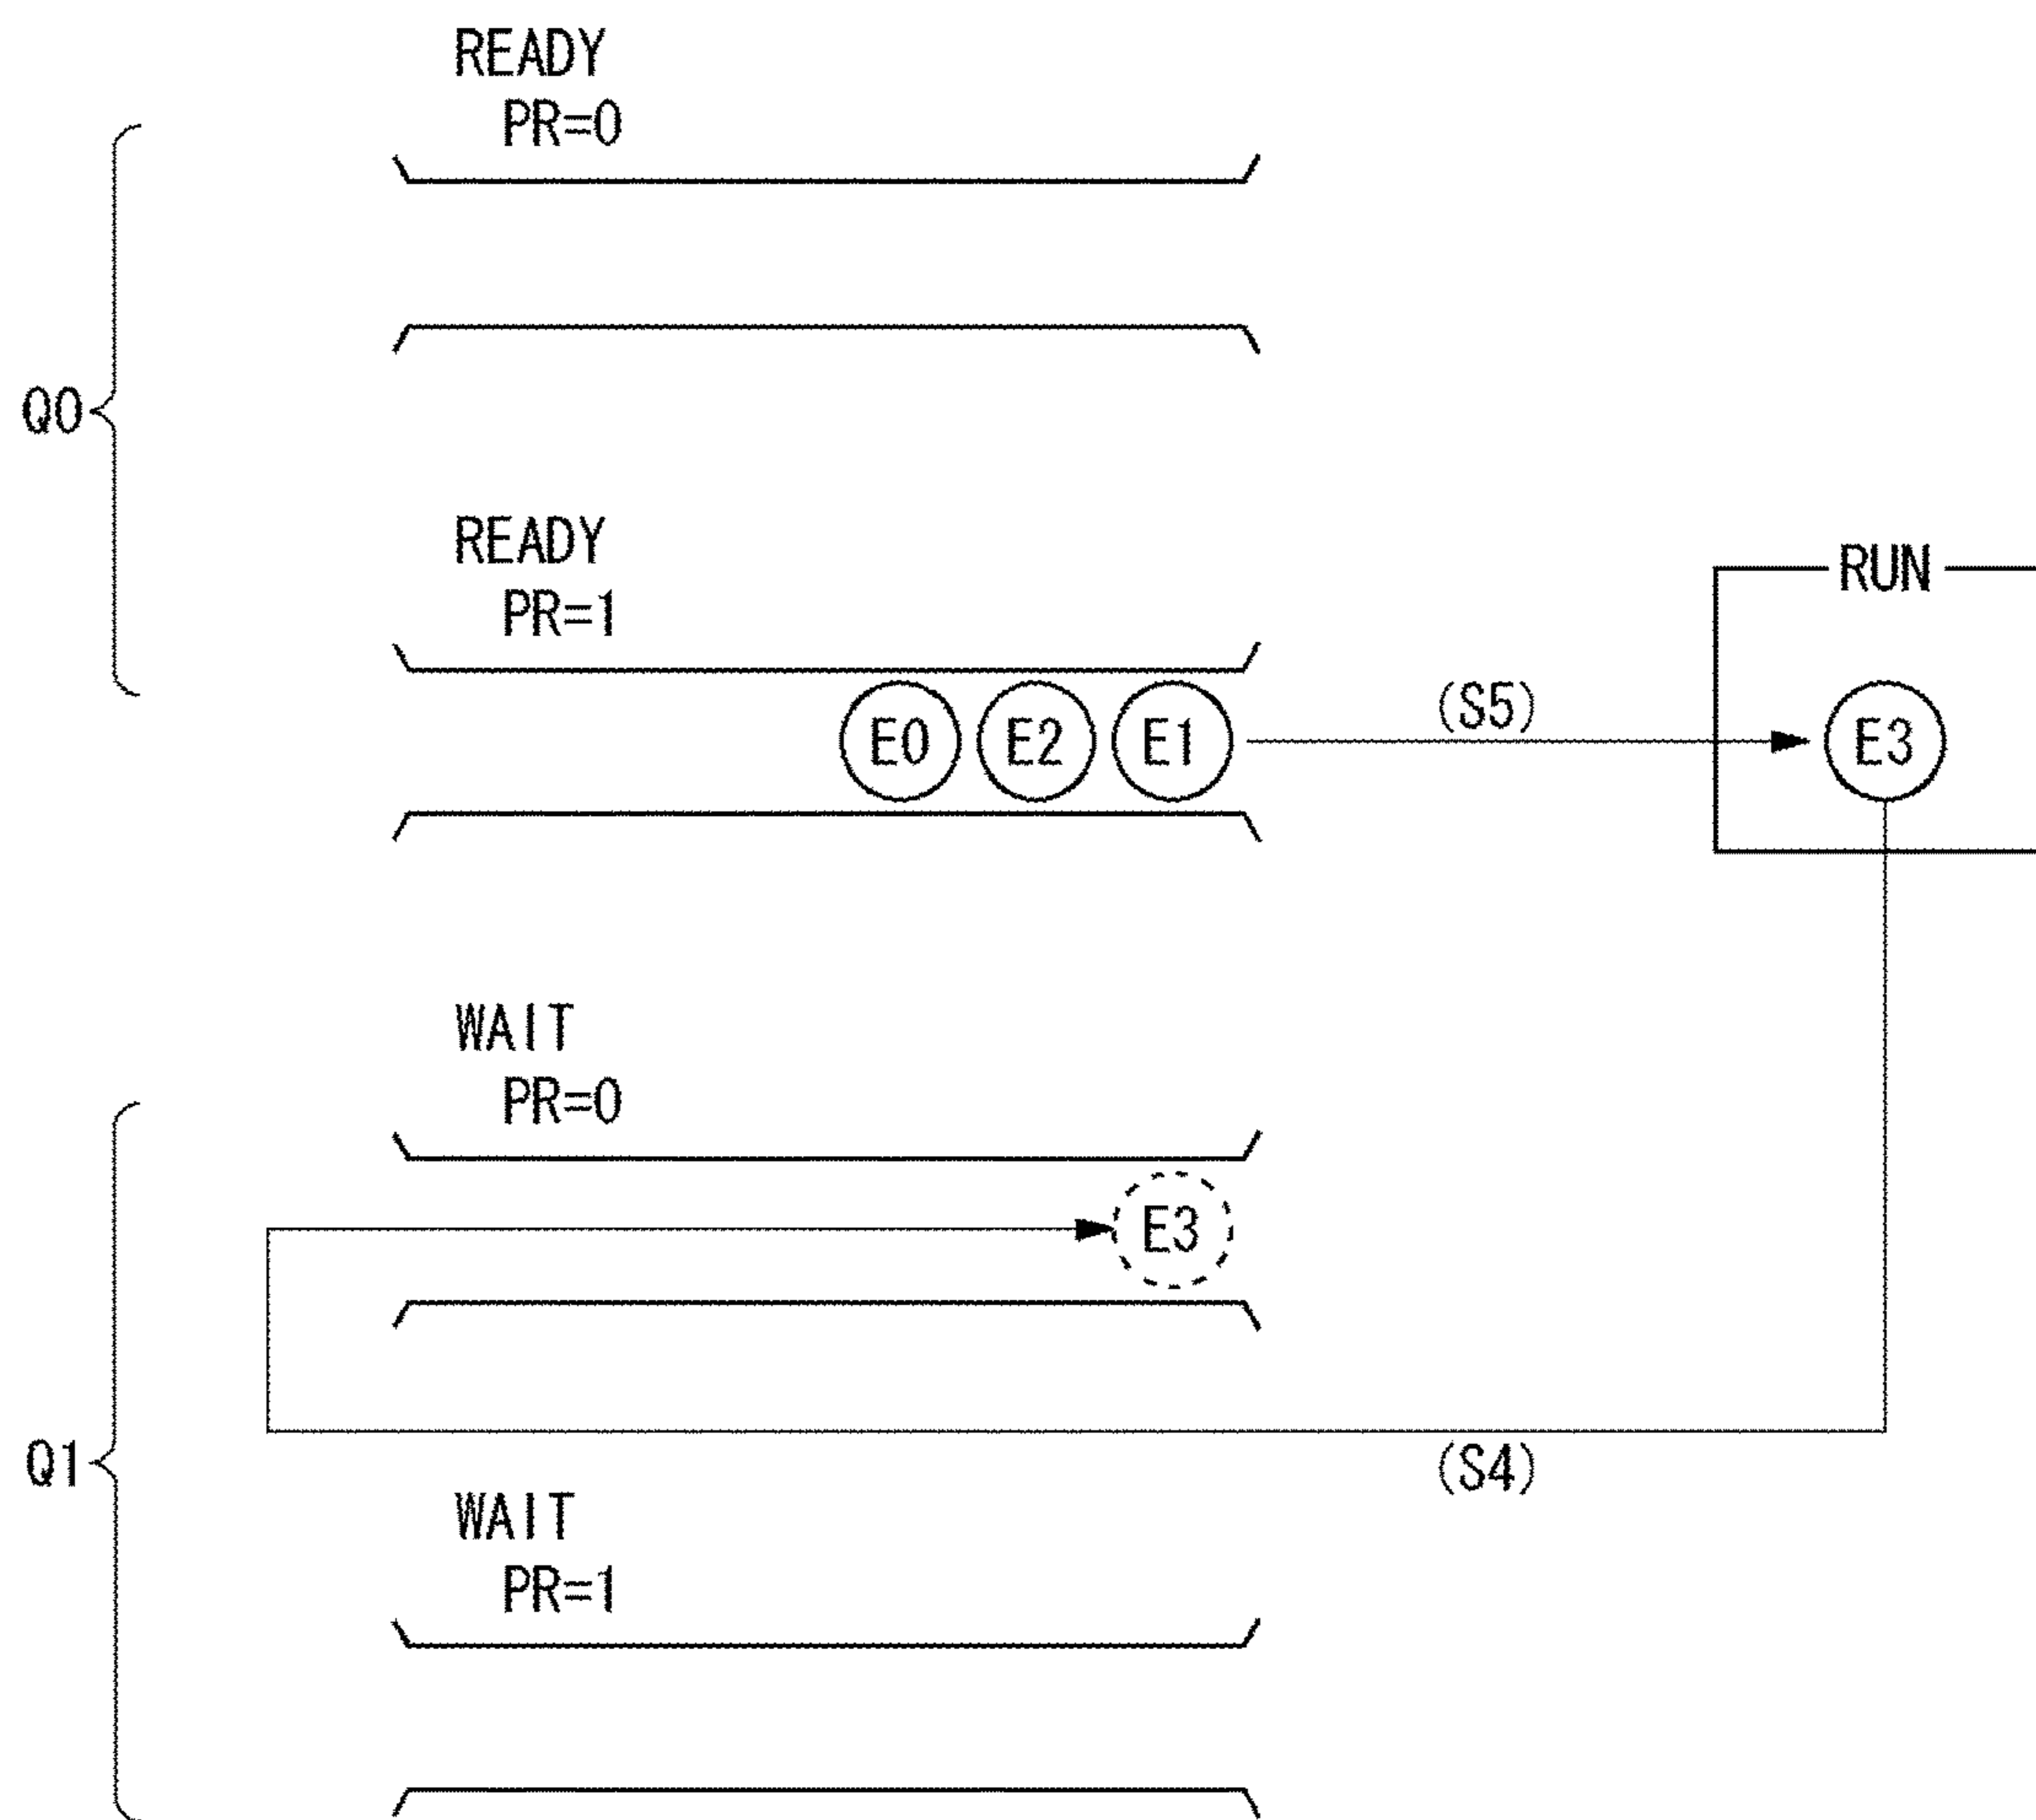 READY
PR=0
Q0
READY
PR=1
RUN
E0 E2 E1 (S5) E3
WAIT
PR=0
E3
Q1
(S4)
WAIT
PR=1